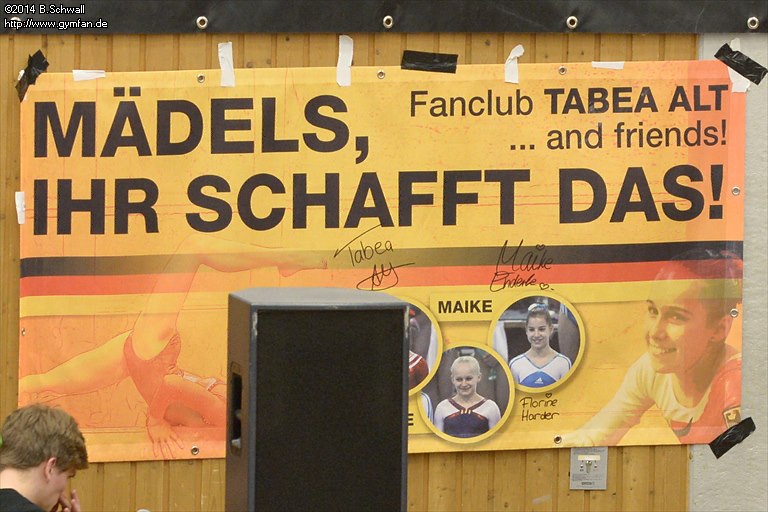 ©2014 B.Schwall
http://www.gymfan.de
MÄDELS,
IHR SCHAFFT DAS!
Fanclub TABEA ALT
... and friends!
Tabea
Maike
Enderle
MAIKE
E
Florine
Harder